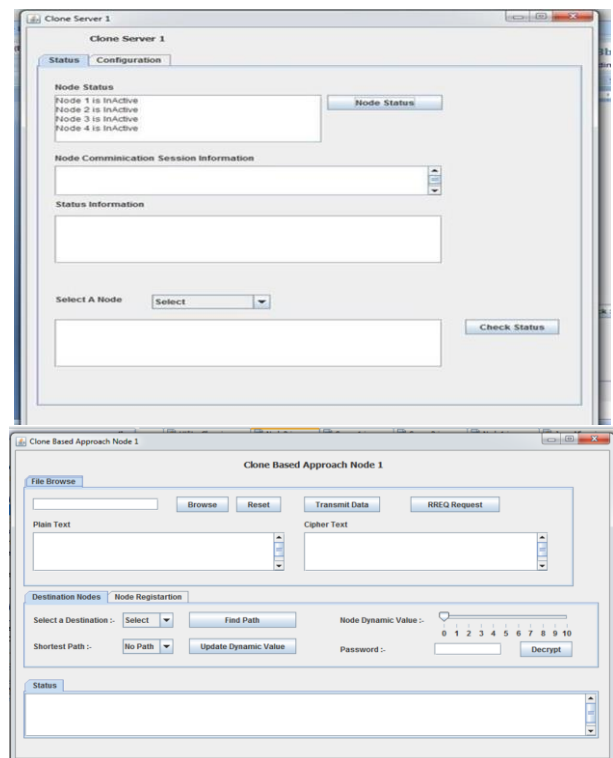 Clone Server 1
Clone Server 1
Status Configuration
Node Status
Node 1 is InActive
Node 2 is InActive
Node 3 is InActive
Node 4 is InActive
Node Status
Node Comminication Session Information
Status Information
Select A Node Select
Check Status
Clone Based Approach Node 1
Clone Based Approach Node 1
File Browse
Browse Reset Transmit Data RREQ Request
Plain Text Cipher Text
Destination Nodes Node Registartion
Select a Destination :- Select Find Path Node Dynamic Value :-
0 1 2 3 4 5 6 7 8 9 10
Shortest Path :- No Path Update Dynamic Value Password :- Decrypt
Status